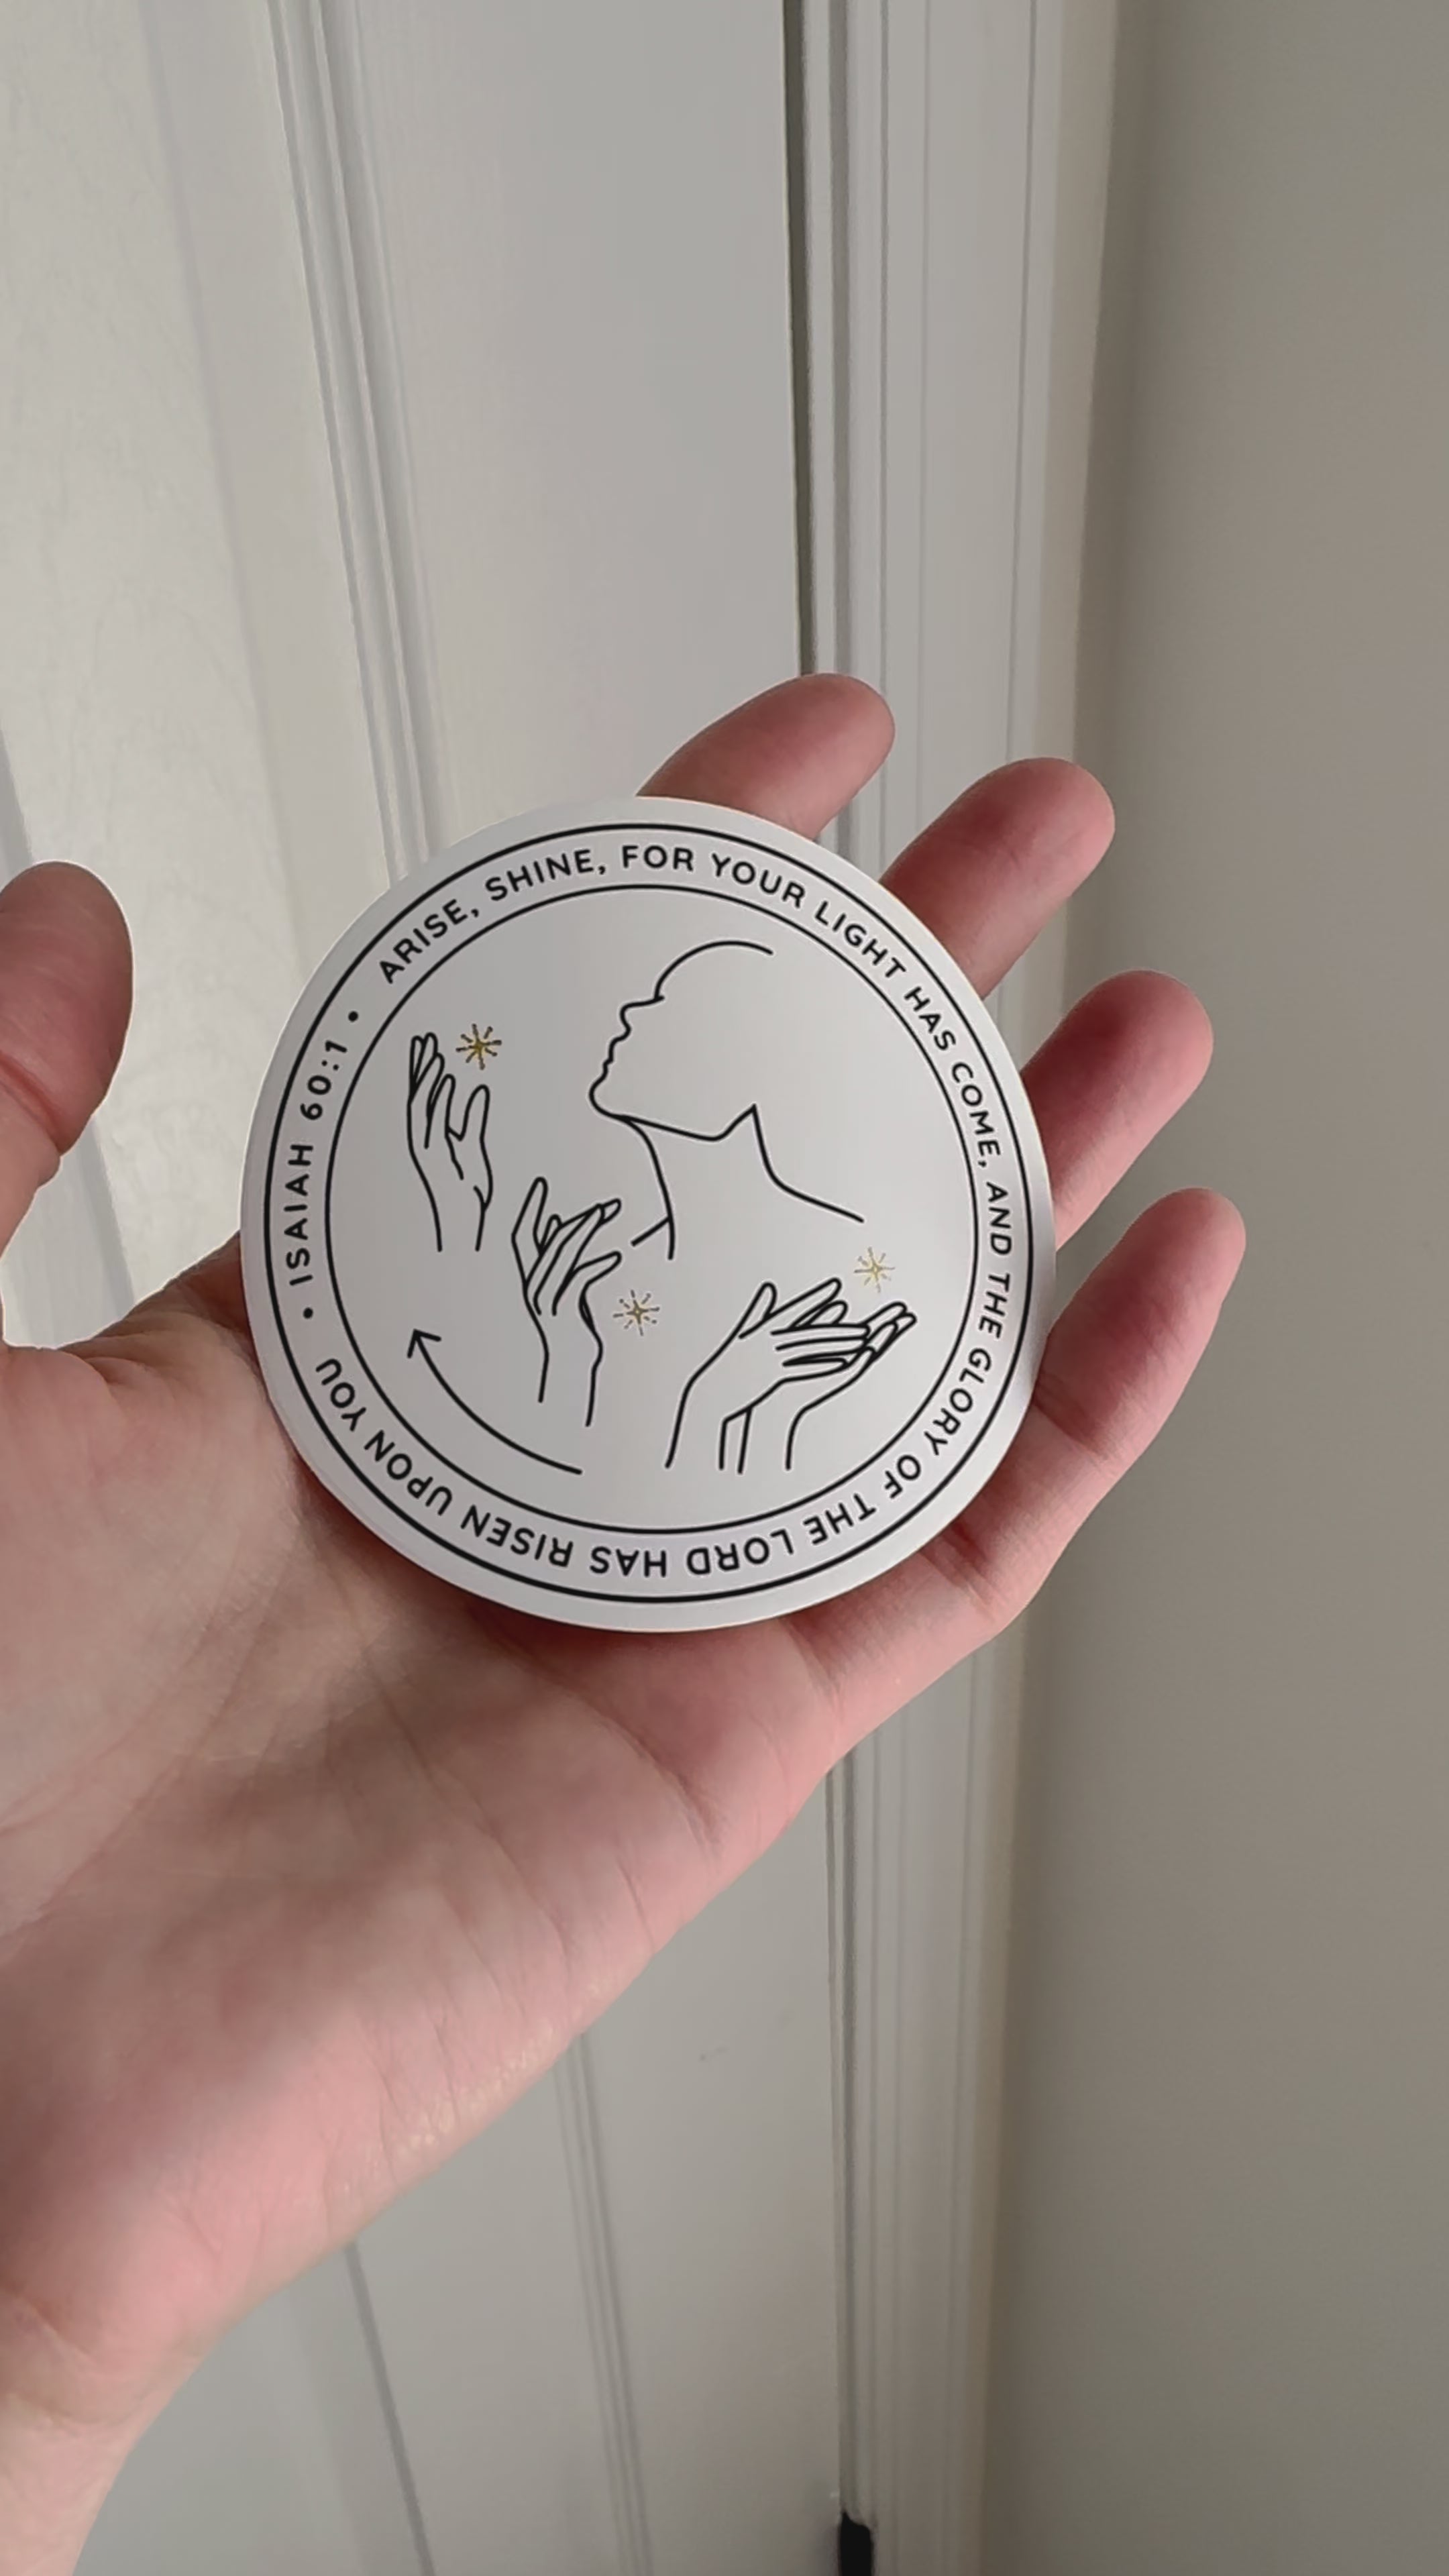 ARISE, SHINE, FOR YOUR LIGHT HAS COME, AND THE GLORY OF THE LORD HAS RISEN UPON YOU
• ISAIAH 60:1 •